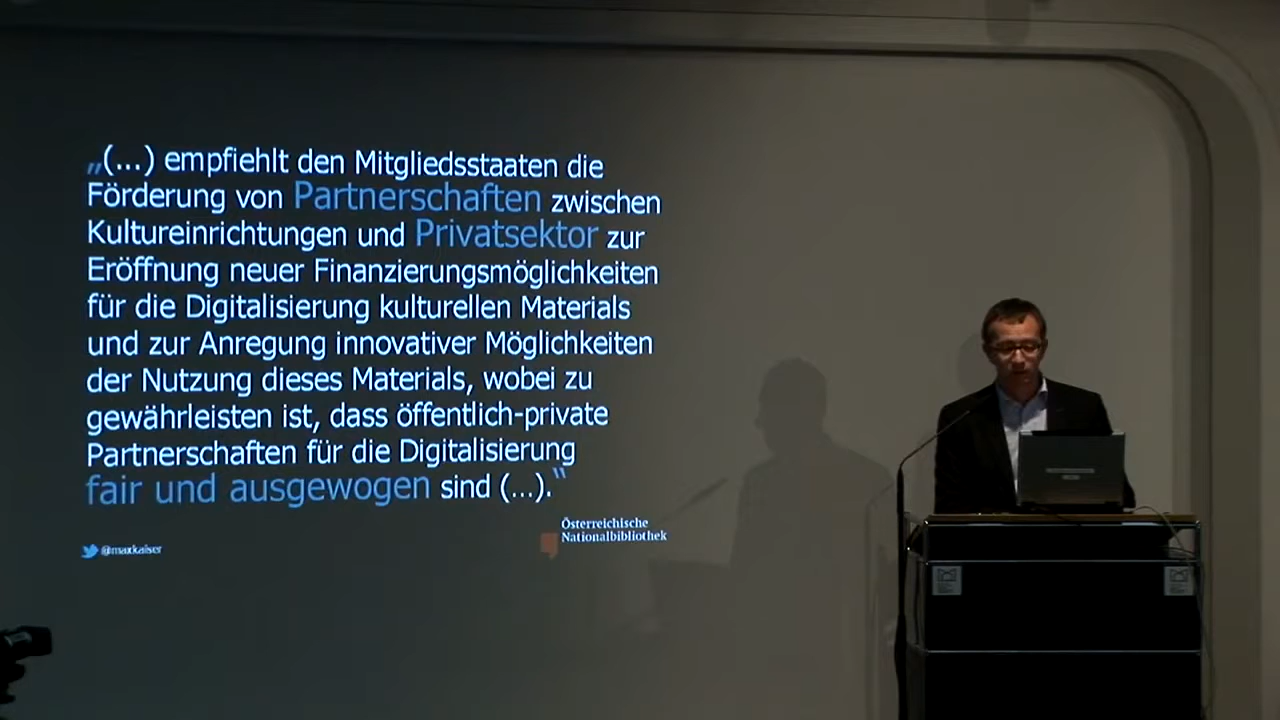 „(...) empfiehlt den Mitgliedsstaaten die
Förderung von Partnerschaften zwischen
Kultureinrichtungen und Privatsektor zur
Eröffnung neuer Finanzierungsmöglichkeiten
für die Digitalisierung kulturellen Materials
und zur Anregung innovativer Möglichkeiten
der Nutzung dieses Materials, wobei zu
gewährleisten ist, dass öffentlich-private
Partnerschaften für die Digitalisierung
fair und ausgewogen sind (...).“
Österreichische
Nationalbibliothek
@maxkaiser